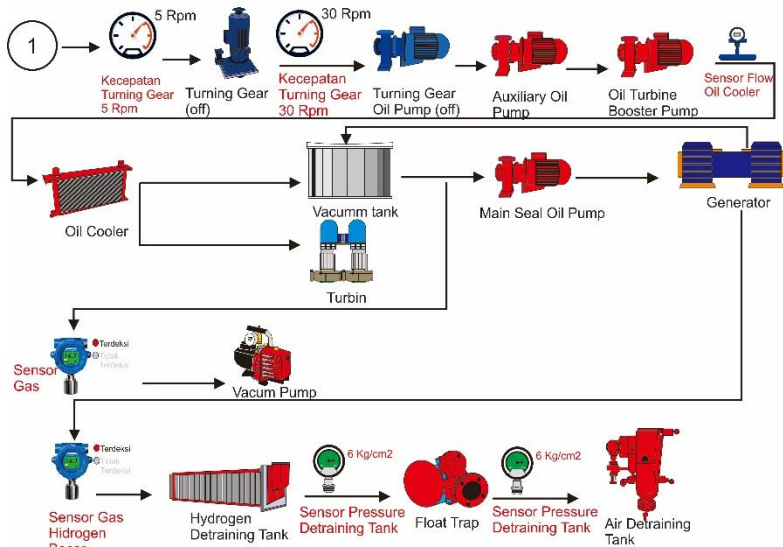 1
5 Rpm
30 Rpm
Kecepatan
Turning Gear
5 Rpm
Turning Gear
(off)
Kecepatan
Turning Gear
30 Rpm
Turning Gear
Oil Pump (off)
Auxiliary Oil
Pump
Oil Turbine
Booster Pump
Sensor Flow
Oil Cooler
Oil Cooler
Vacumm tank
Main Seal Oil Pump
Generator
Turbin
Terdeksi
Tidak
Terdeksi
Sensor
Gas
Vacum Pump
Terdeksi
Tidak
Terdeksi
6 Kg/cm2
6 Kg/cm2
Sensor Gas
Hidrogen
Hydrogen
Detraining Tank
Sensor Pressure
Detraining Tank
Float Trap
Sensor Pressure
Detraining Tank
Air Detraining
Tank